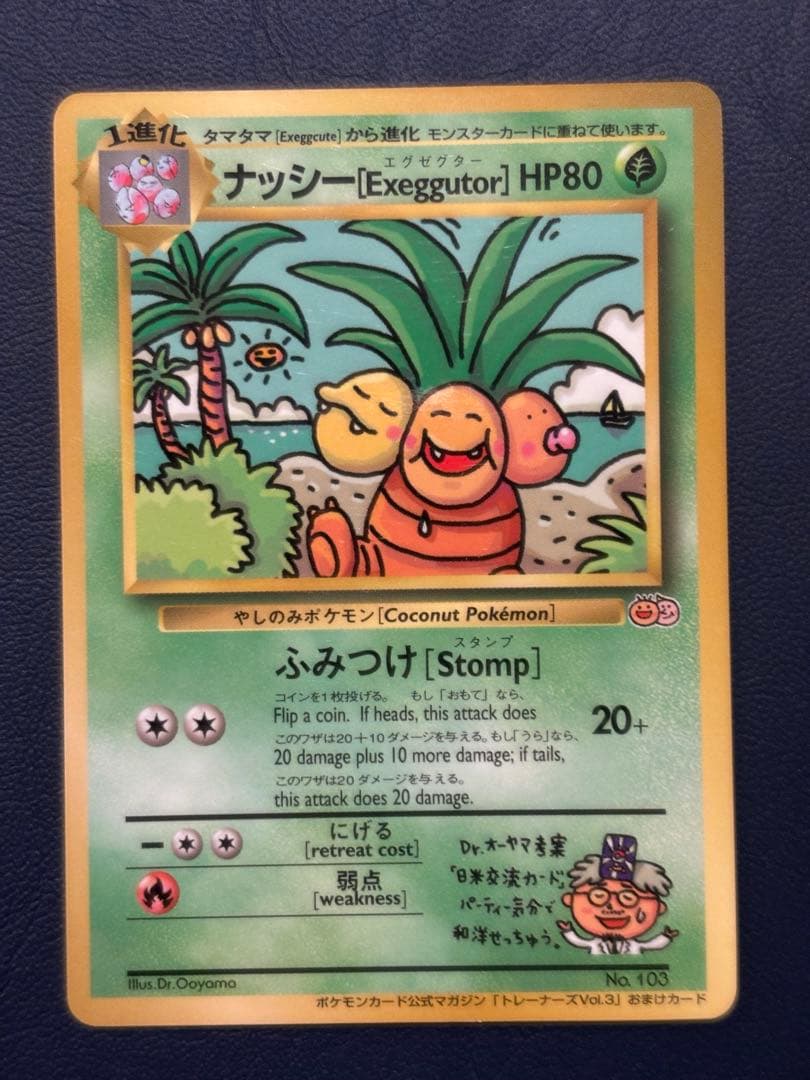 1進化 タマタマ[Exeggcute]から進化 モンスターカードに重ねて使います。
エグゼグター
ナッシー[Exeggutor] HP80
やしのみポケモン[Coconut Pokémon]
スタンプ
ふみつけ[Stomp]
コインを1枚投げる。 もし「おもて」なら、
Flip a coin. If heads, this attack does
このワザは20+10ダメージを与える。もし「うら」なら、
20 damage plus 10 more damage; if tails,
このワザは20ダメージを与える。
this attack does 20 damage.
20+
にげる
[retreat cost]
弱点
[weakness]
Dr.オーヤマ考案
「日米交流カード」
パーティー気分で
和洋せっちゅう。
Illus.Dr.Ooyama
No. 103
ポケモンカード公式マガジン「トレーナーズVol.3」おまけカード